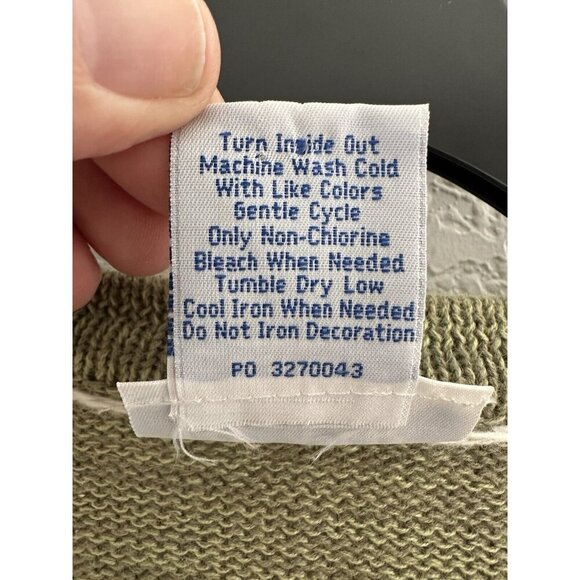 Turn Inside Out
Machine Wash Cold
With Like Colors
Gentle Cycle
Only Non-Chlorine
Bleach When Needed
Tumble Dry Low
Cool Iron When Needed
Do Not Iron Decoration
PO 3270043